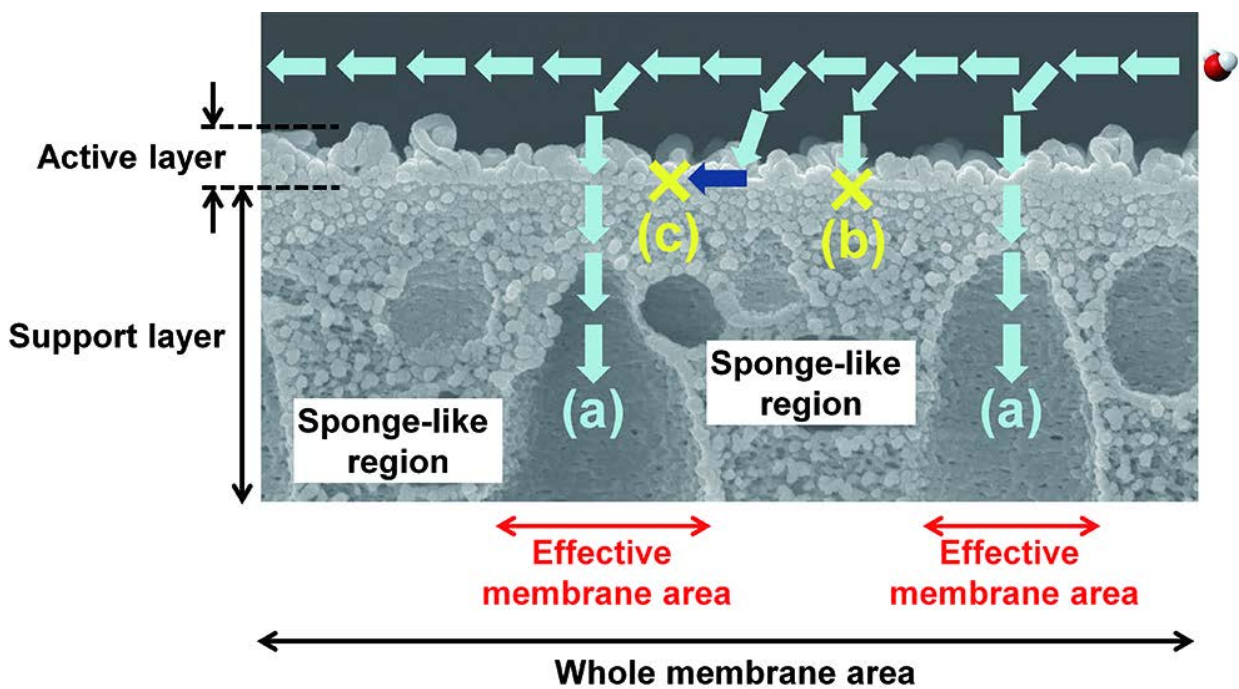 Active layer
Support layer
(c)
(b)
Sponge-like
region
(a)
Sponge-like
region
(a)
Effective
membrane area
Effective
membrane area
Whole membrane area